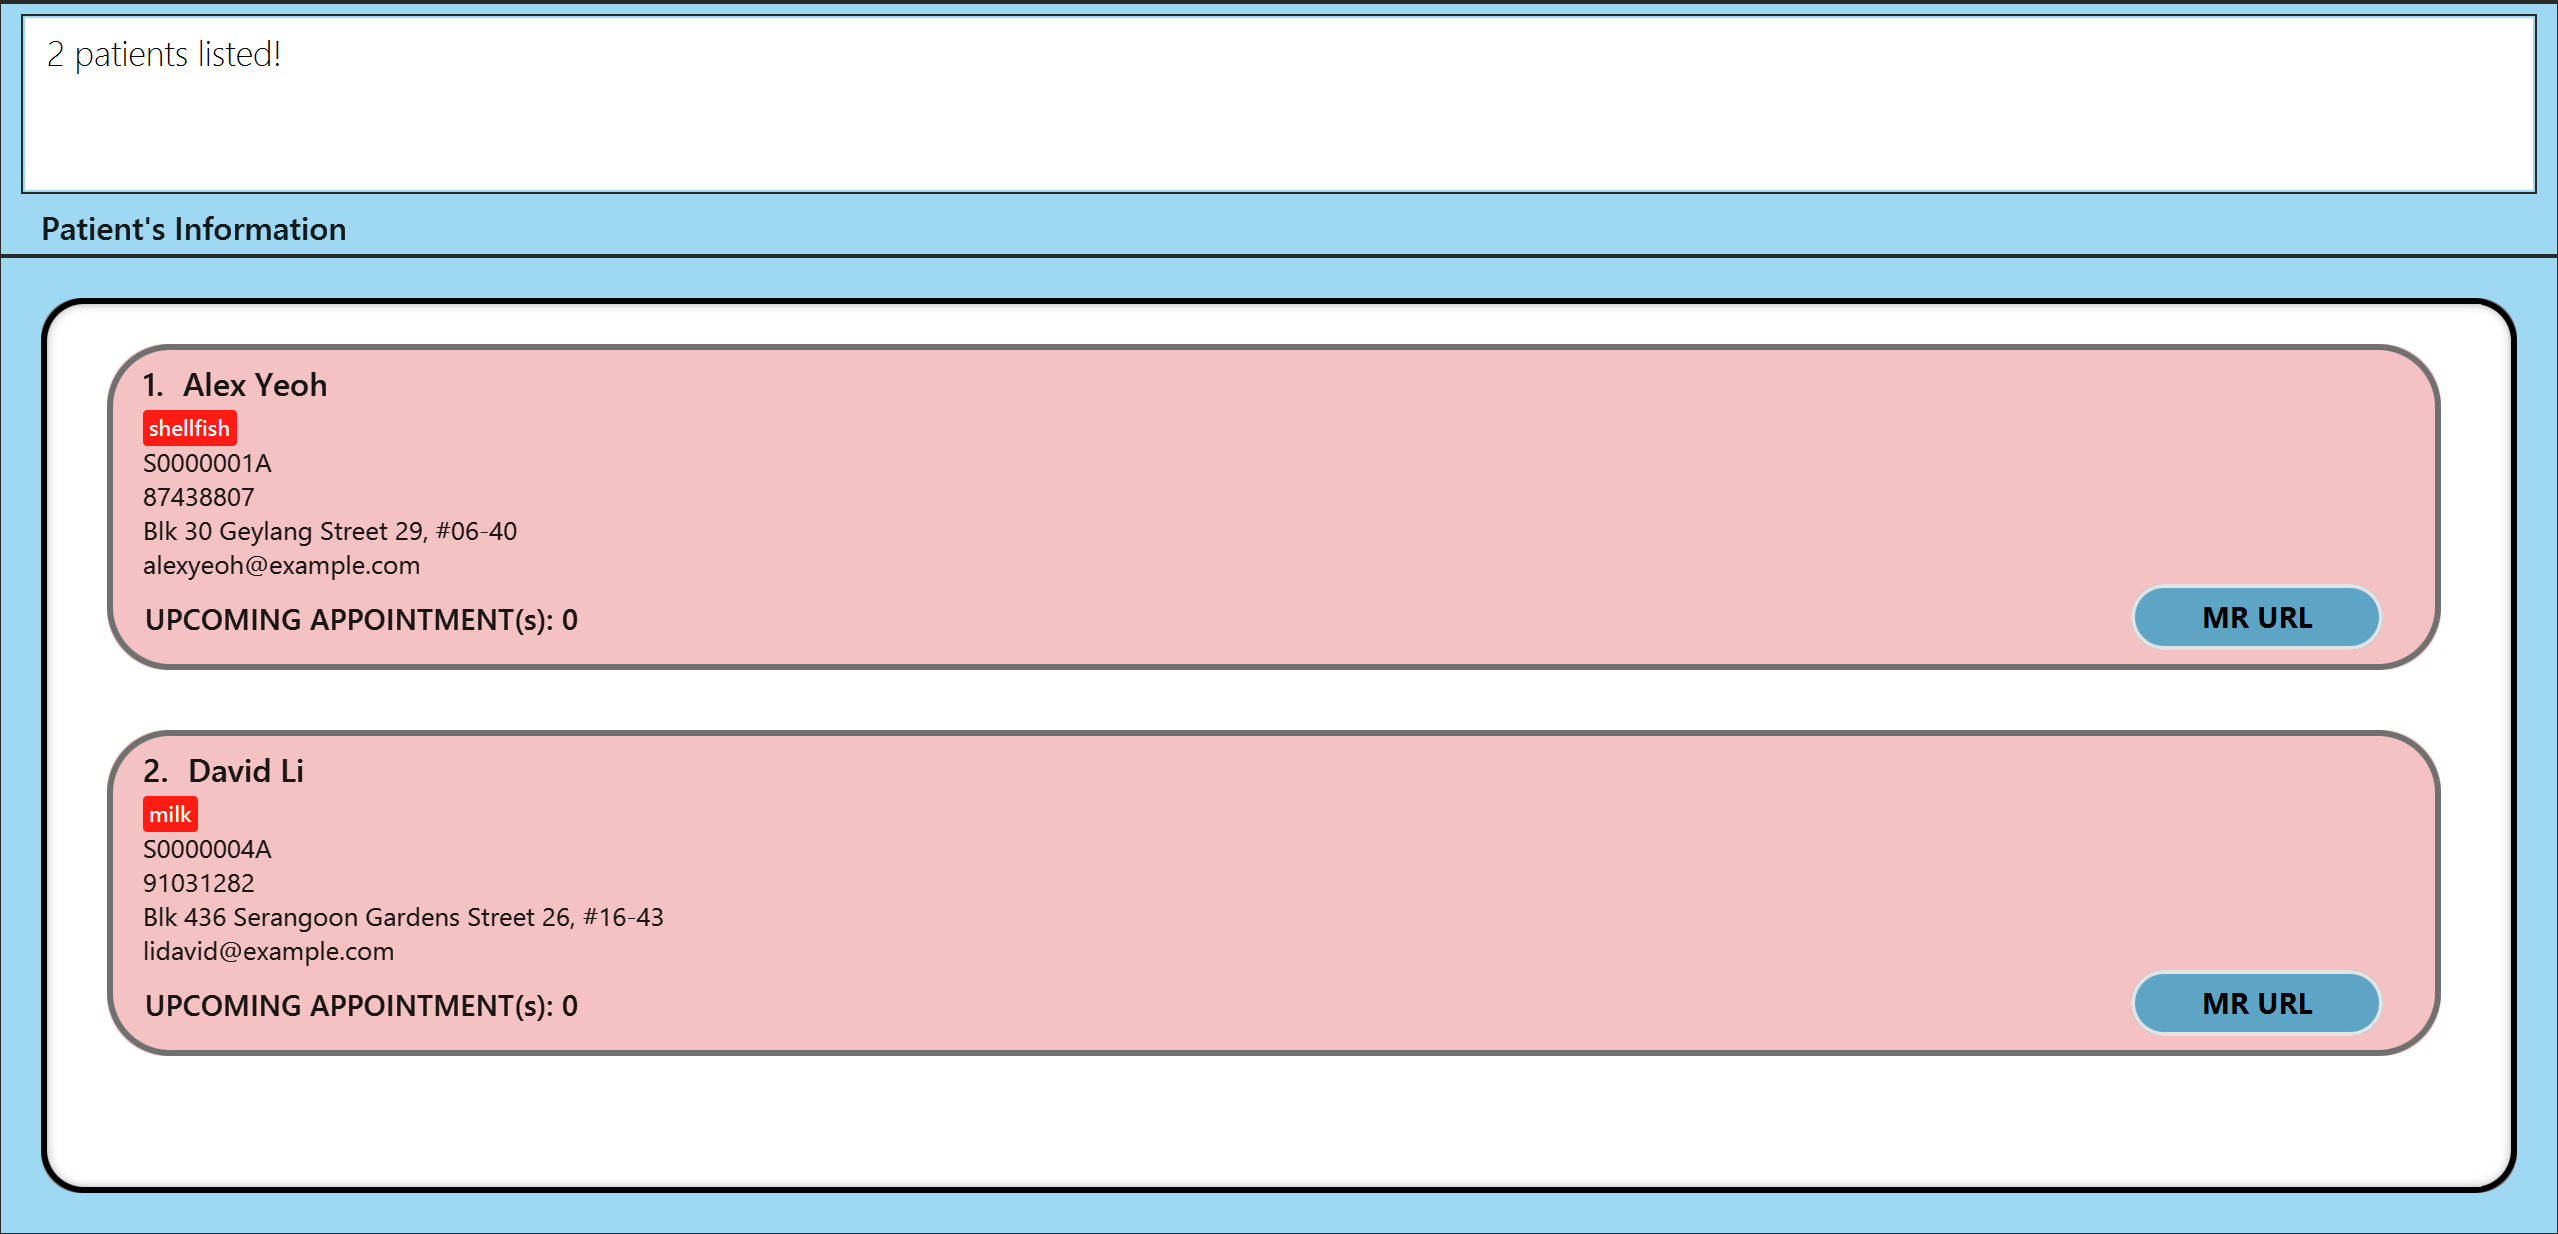 2 patients listed!
Patient's Information
1. Alex Yeoh
shellfish
S0000001A
87438807
Blk 30 Geylang Street 29, #06-40
alexyeoh@example.com
UPCOMING APPOINTMENT(s): 0
MR URL
2. David Li
milk
S0000004A
91031282
Blk 436 Serangoon Gardens Street 26, #16-43
lidavid@example.com
UPCOMING APPOINTMENT(s): 0
MR URL